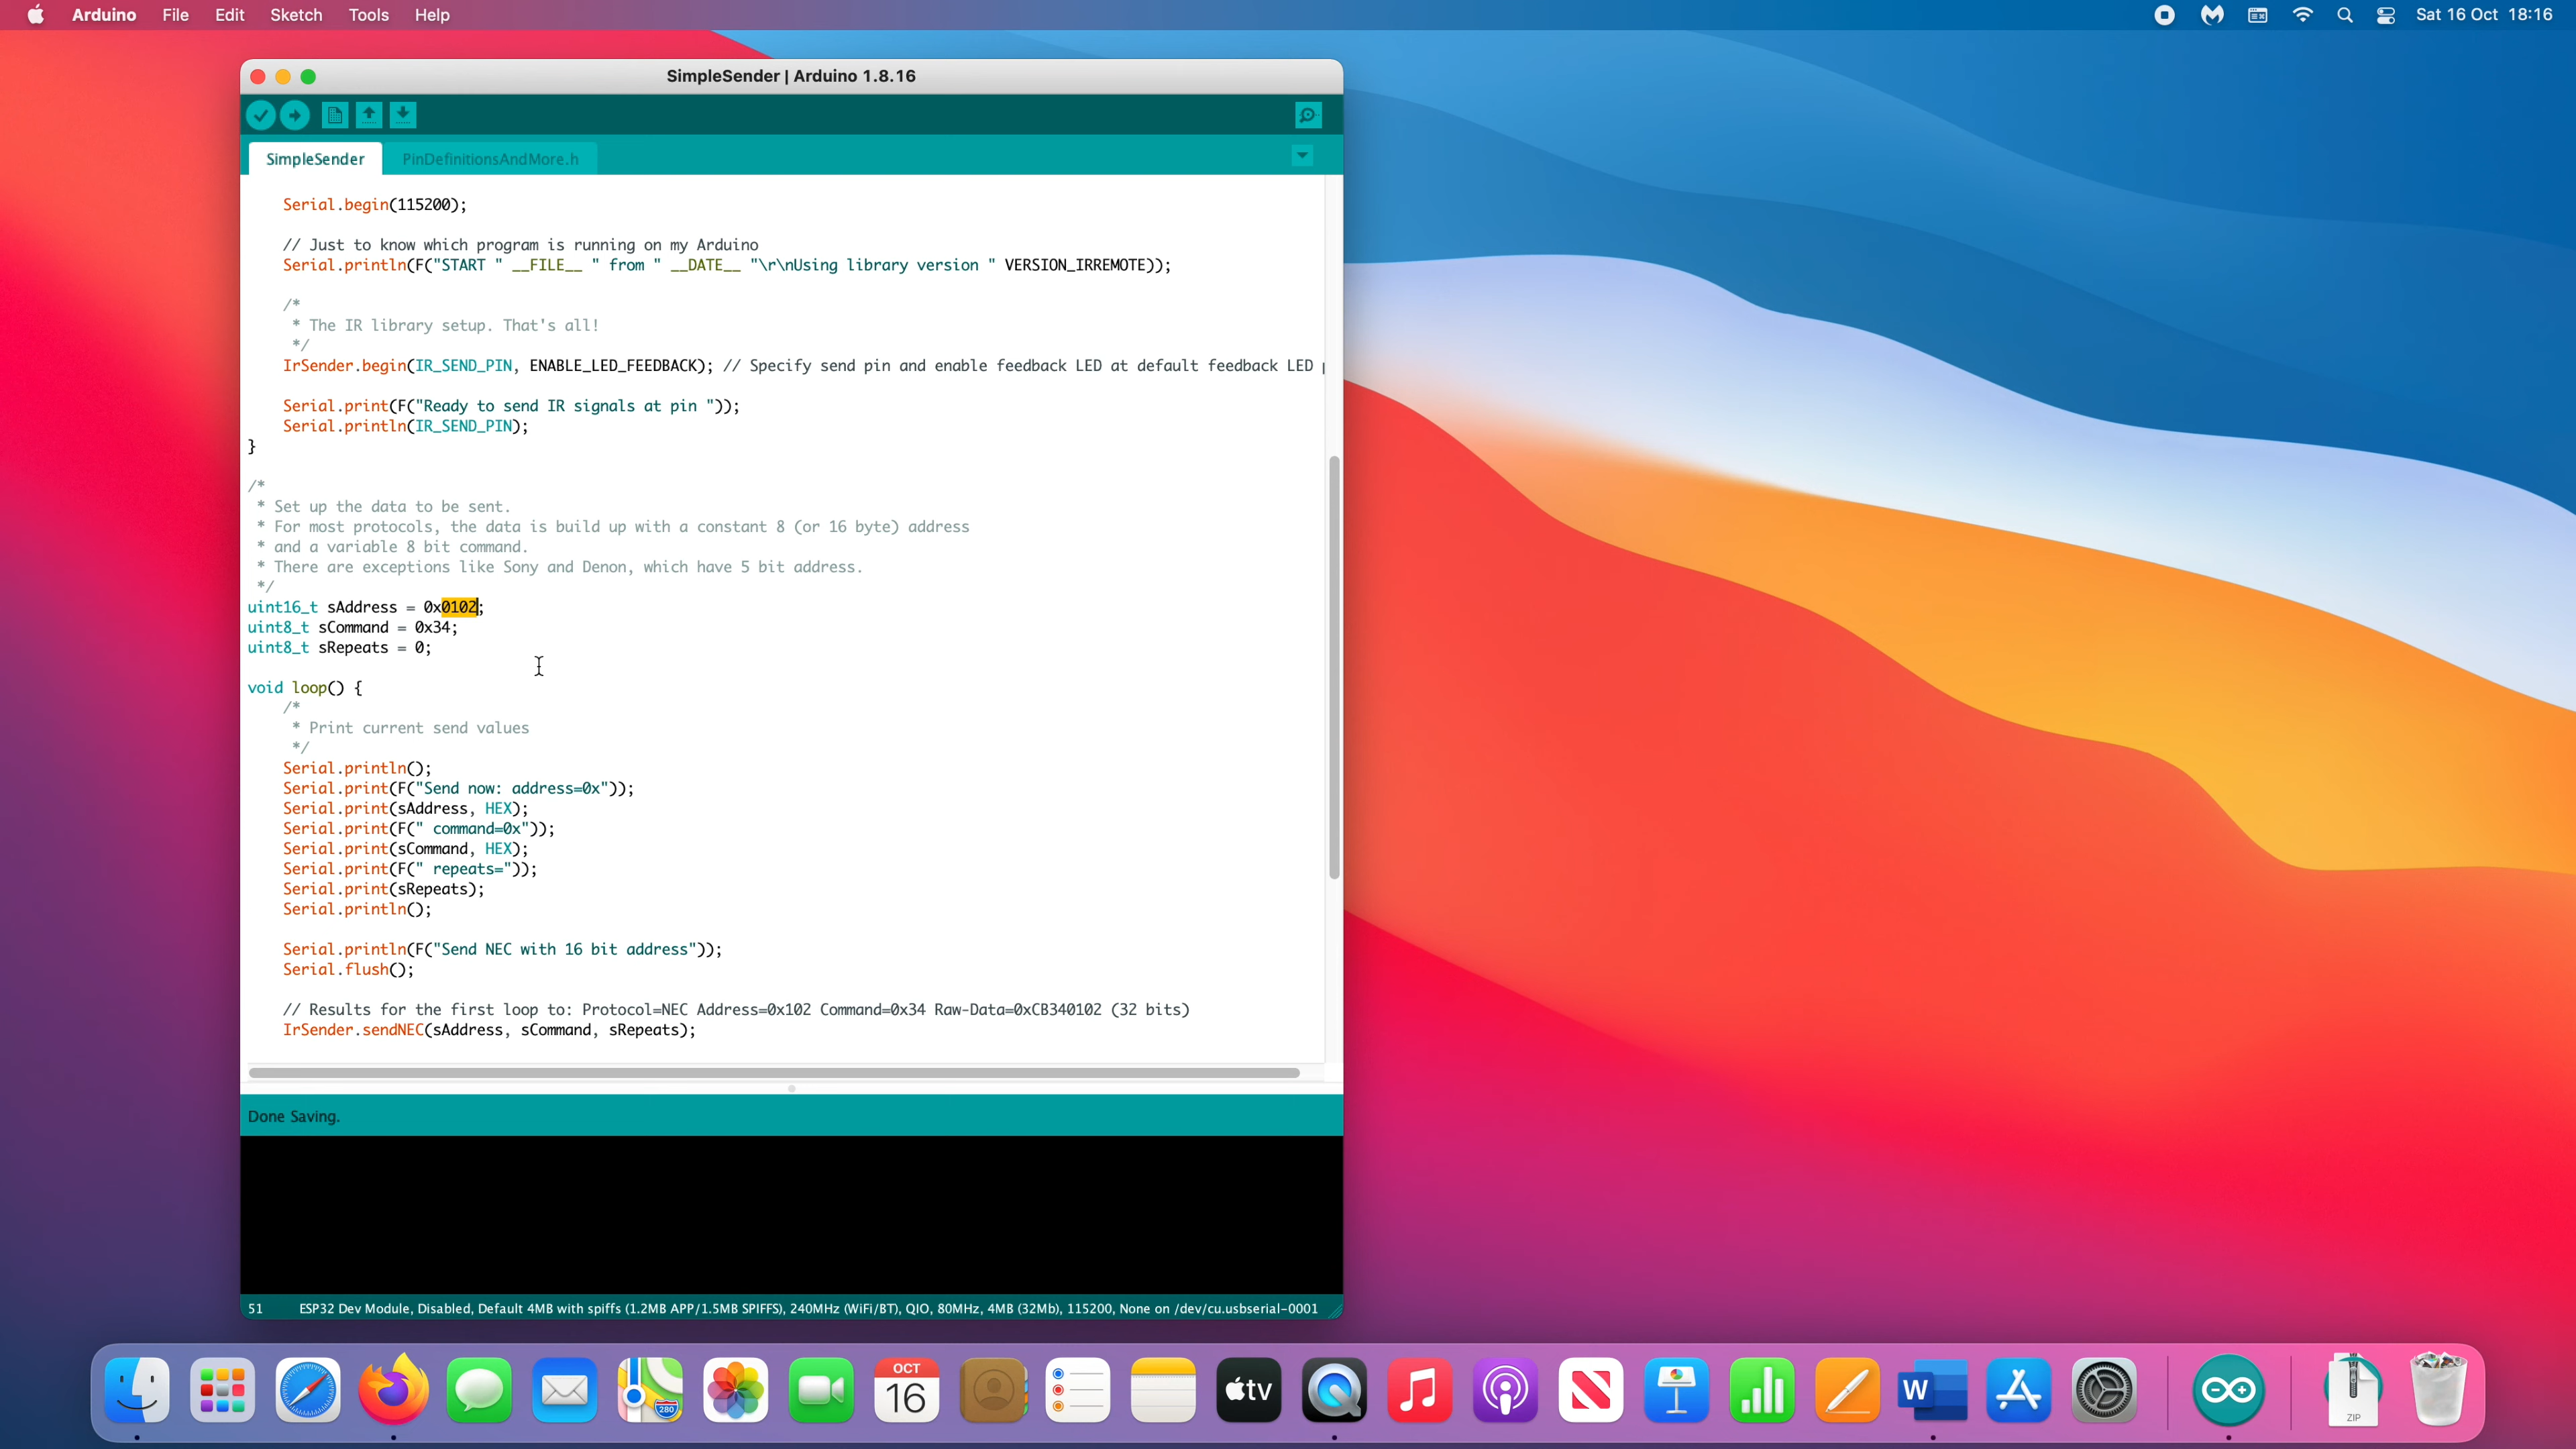 Arduino File Edit Sketch Tools Help Sat 16 Oct 18:16
SimpleSender | Arduino 1.8.16
SimpleSender PinDefinitionsAndMore.h
Serial.begin(115200);
// Just to know which program is running on my Arduino
Serial.println(F("START " __FILE__ " from " __DATE__ "\r\nUsing library version " VERSION_IRREMOTE));
/*
* The IR library setup. That's all!
*/
IrSender.begin(IR_SEND_PIN, ENABLE_LED_FEEDBACK); // Specify send pin and enable feedback LED at default feedback LED
Serial.print(F("Ready to send IR signals at pin "));
Serial.println(IR_SEND_PIN);
}
/*
* Set up the data to be sent.
* For most protocols, the data is build up with a constant 8 (or 16 byte) address
* and a variable 8 bit command.
* There are exceptions like Sony and Denon, which have 5 bit address.
*/
uint16_t sAddress = 0x0102;
uint8_t sCommand = 0x34;
uint8_t sRepeats = 0;
void loop() {
/*
* Print current send values
*/
Serial.println();
Serial.print(F("Send now: address=0x"));
Serial.print(sAddress, HEX);
Serial.print(F(" command=0x"));
Serial.print(sCommand, HEX);
Serial.print(F(" repeats="));
Serial.print(sRepeats);
Serial.println();
Serial.println(F("Send NEC with 16 bit address"));
Serial.flush();
// Results for the first loop to: Protocol=NEC Address=0x102 Command=0x34 Raw-Data=0xCB340102 (32 bits)
IrSender.sendNEC(sAddress, sCommand, sRepeats);
Done Saving.
51 ESP32 Dev Module, Disabled, Default 4MB with spiffs (1.2MB APP/1.5MB SPIFFS), 240MHz (WiFi/BT), QIO, 80MHz, 4MB (32Mb), 115200, None on /dev/cu.usbserial-0001
280
OCT
16
tv
W
ZIP